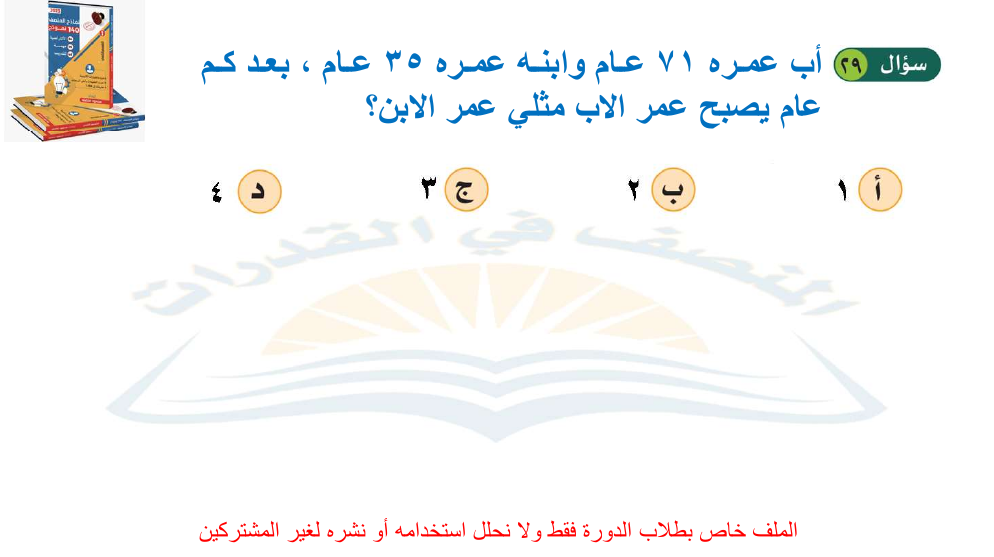 سؤال ٢٩ أب عمره ٧١ عام وابنه عمره ٣٥ عام ، بعد كم
عام يصبح عمر الاب مثلي عمر الابن؟
أ ١ ب ٢ ج ٣ د ٤
المنصف في القدرات
الملف خاص بطلاب الدورة فقط ولا نحلل استخدامه أو نشره لغير المشتركين